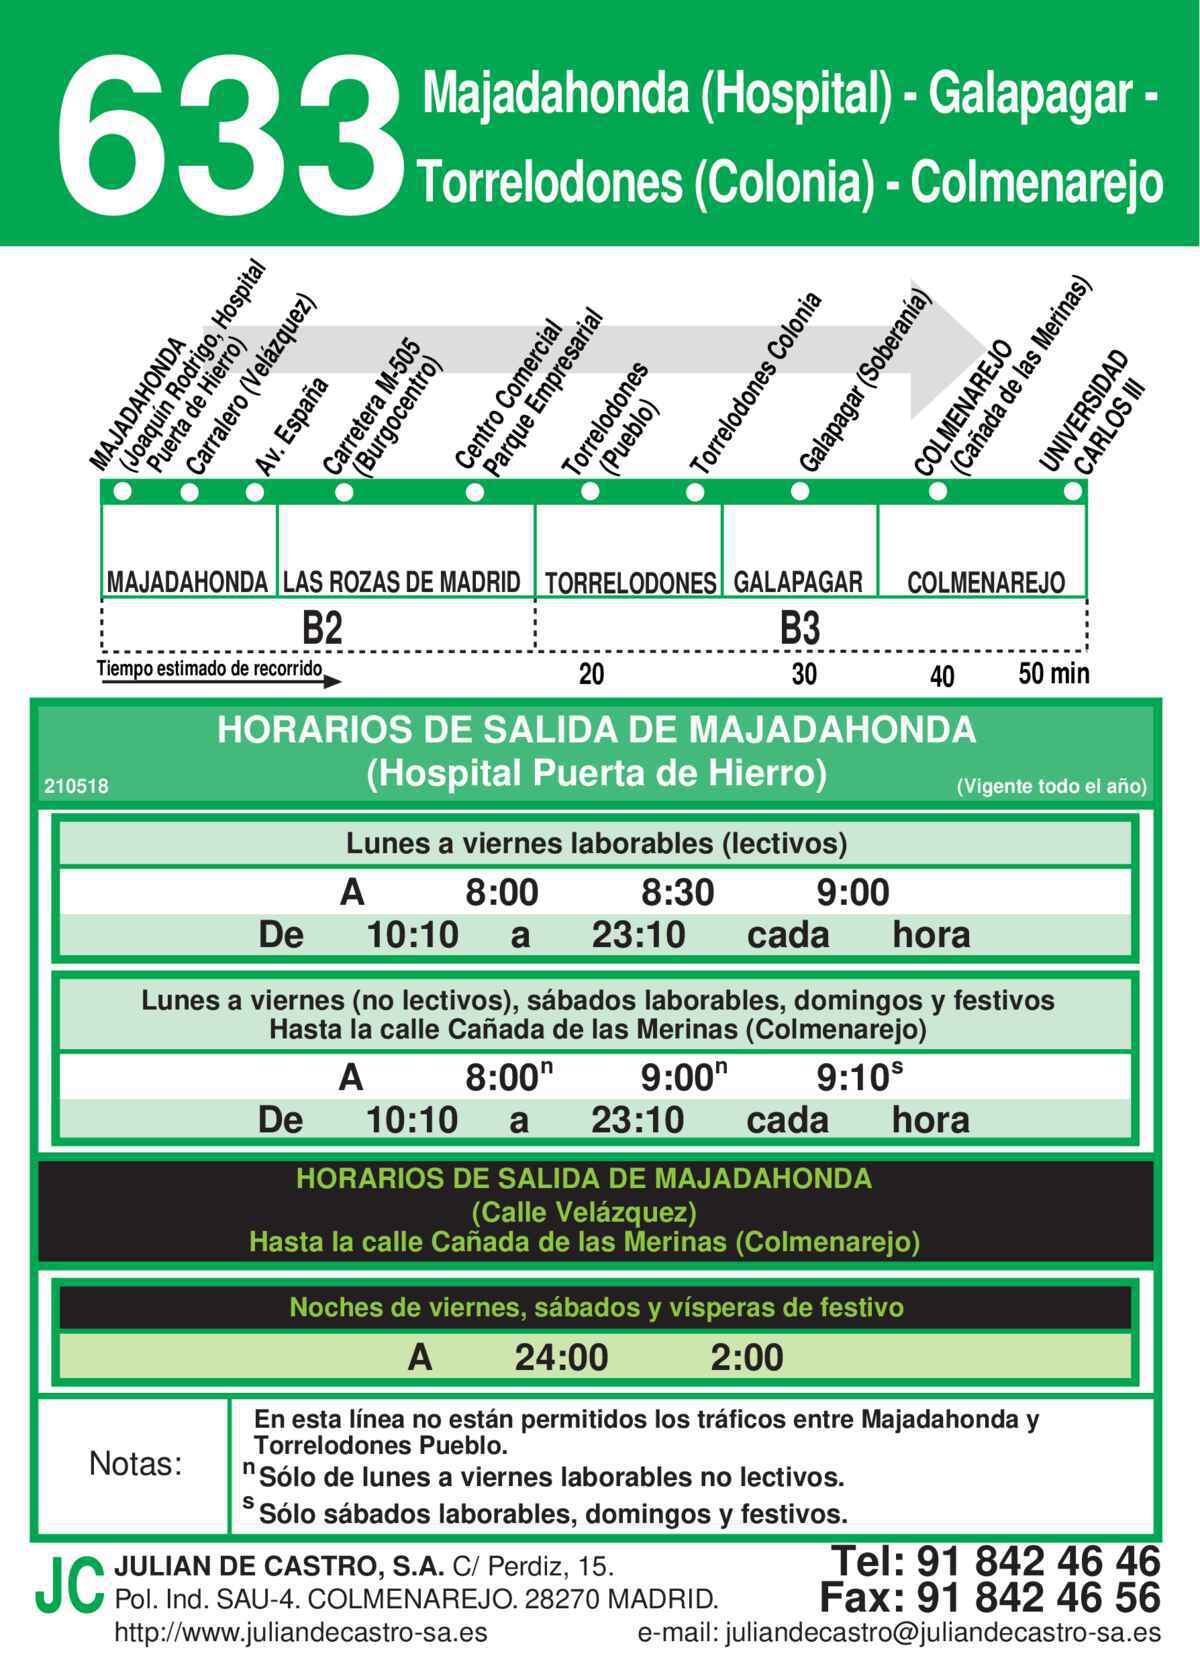 633
Majadahonda (Hospital) - Galapagar -
Torrelodones (Colonia) - Colmenarejo
MAJADAHONDA
(Joaquín Rodrigo, Hospital
Puerta de Hierro)
Carralero (Velázquez)
Av. España
Carretera M-505
(Burgocentro)
Centro Comercial
Parque Empresarial
Torrelodones
(Pueblo)
Torrelodones Colonia
Galapagar (Soberanía)
COLMENAREJO
(Cañada de las Merinas)
UNIVERSIDAD
CARLOS III
MAJADAHONDA LAS ROZAS DE MADRID TORRELODONES GALAPAGAR COLMENAREJO
B2 B3
Tiempo estimado de recorrido 20 30 40 50 min
HORARIOS DE SALIDA DE MAJADAHONDA
(Hospital Puerta de Hierro)
210518 (Vigente todo el año)
Lunes a viernes laborables (lectivos)
A 8:00 8:30 9:00
De 10:10 a 23:10 cada hora
Lunes a viernes (no lectivos), sábados laborables, domingos y festivos
Hasta la calle Cañada de las Merinas (Colmenarejo)
A 8:00n 9:00n 9:10s
De 10:10 a 23:10 cada hora
HORARIOS DE SALIDA DE MAJADAHONDA
(Calle Velázquez)
Hasta la calle Cañada de las Merinas (Colmenarejo)
Noches de viernes, sábados y vísperas de festivo
A 24:00 2:00
Notas:
En esta línea no están permitidos los tráficos entre Majadahonda y
Torrelodones Pueblo.
n Sólo de lunes a viernes laborables no lectivos.
s Sólo sábados laborables, domingos y festivos.
JC JULIAN DE CASTRO, S.A. C/ Perdiz, 15.
Pol. Ind. SAU-4. COLMENAREJO. 28270 MADRID.
Tel: 91 842 46 46
Fax: 91 842 46 56
http://www.juliandecastro-sa.es e-mail: juliandecastro@juliandecastro-sa.es